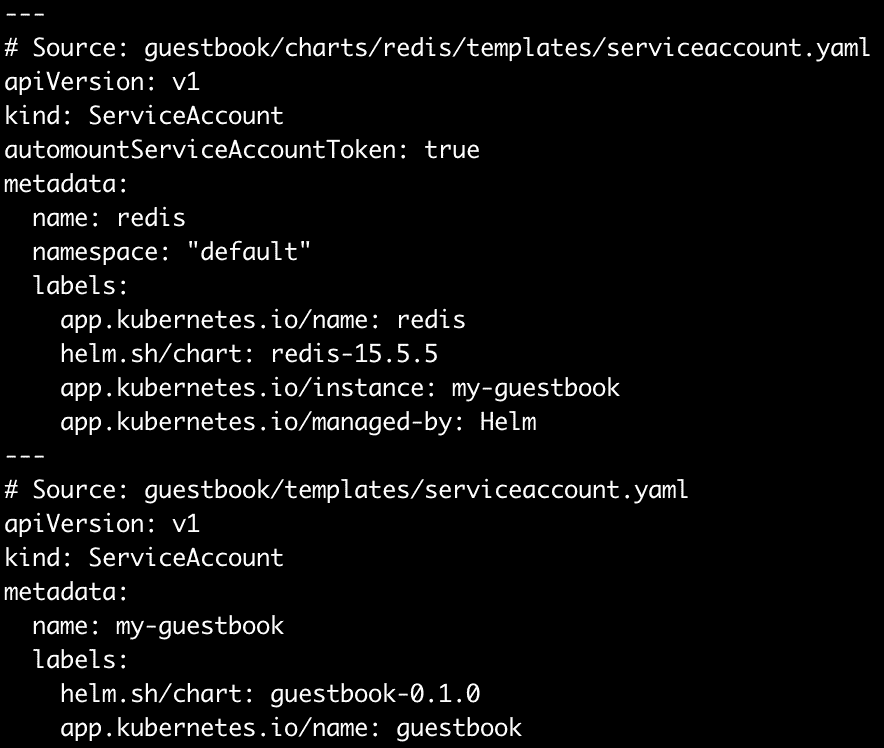 ---
# Source: guestbook/charts/redis/templates/serviceaccount.yaml
apiVersion: v1
kind: ServiceAccount
automountServiceAccountToken: true
metadata:
  name: redis
  namespace: "default"
  labels:
    app.kubernetes.io/name: redis
    helm.sh/chart: redis-15.5.5
    app.kubernetes.io/instance: my-guestbook
    app.kubernetes.io/managed-by: Helm
---
# Source: guestbook/templates/serviceaccount.yaml
apiVersion: v1
kind: ServiceAccount
metadata:
  name: my-guestbook
  labels:
    helm.sh/chart: guestbook-0.1.0
    app.kubernetes.io/name: guestbook